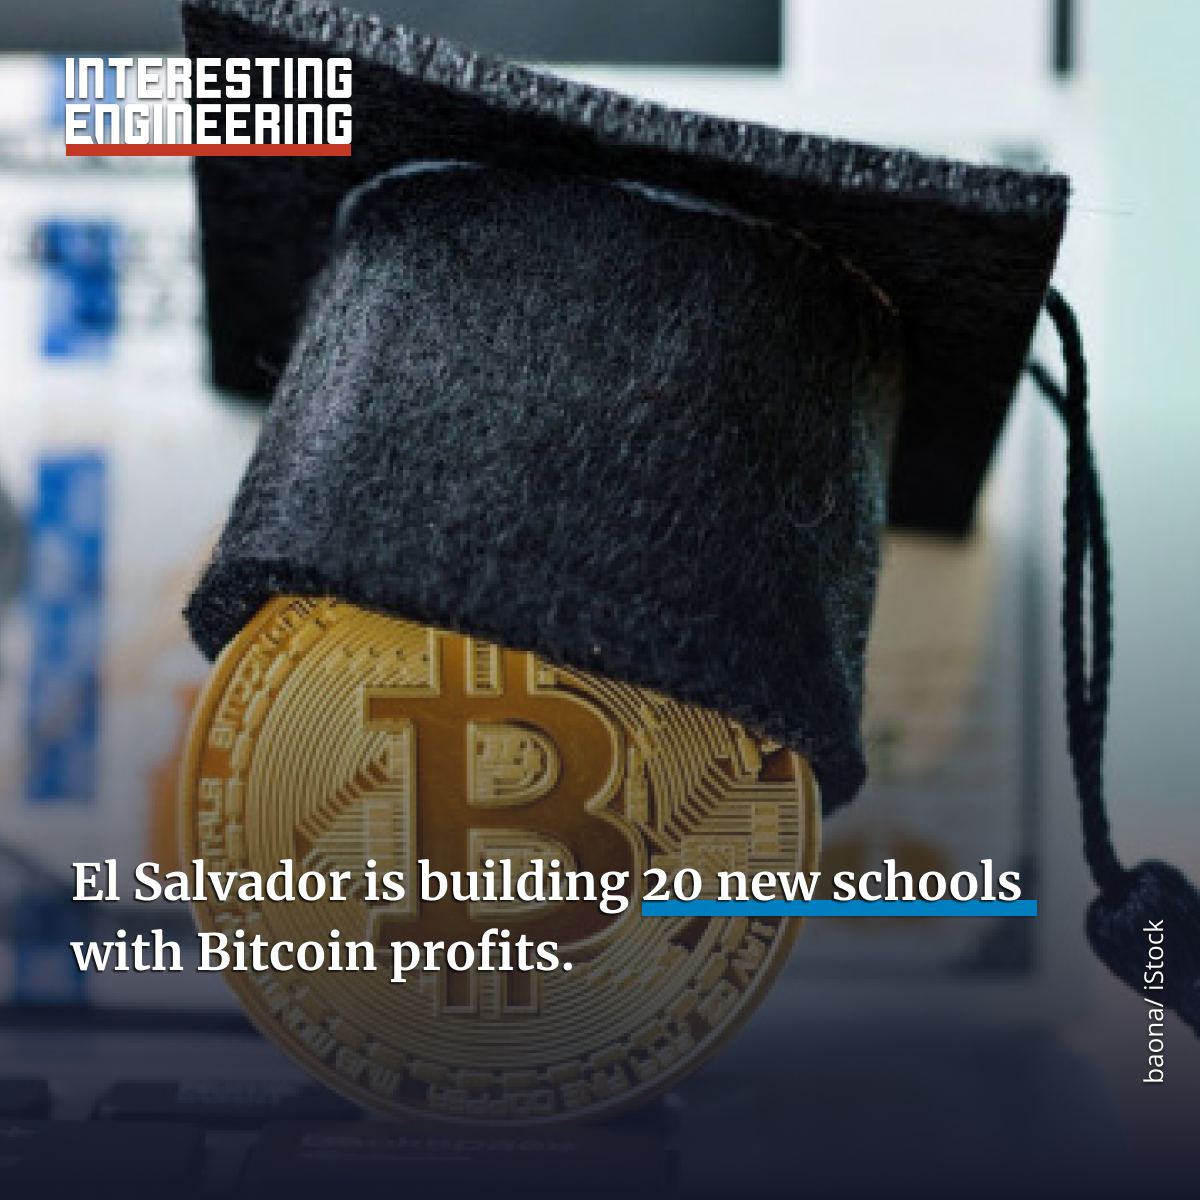 INTERESTING
ENGINEERING
El Salvador is building 20 new schools
with Bitcoin profits.
baona/ iStock